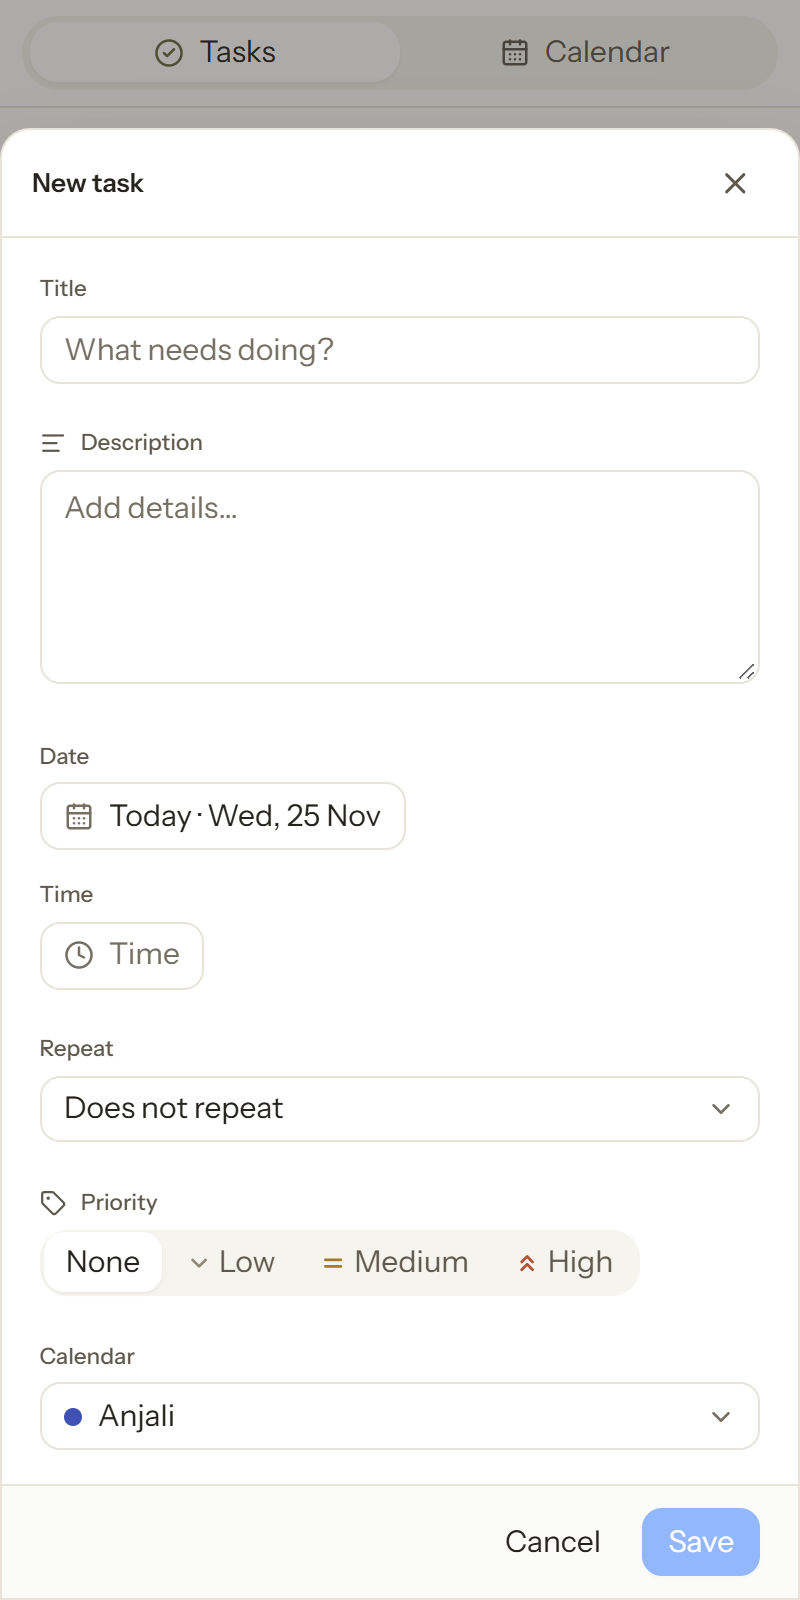 Tasks
Calendar
New task
Title
What needs doing?
Description
Add details...
Date
Today · Wed, 25 Nov
Time
Time
Repeat
Does not repeat
Priority
None Low Medium High
Calendar
Anjali
Cancel Save